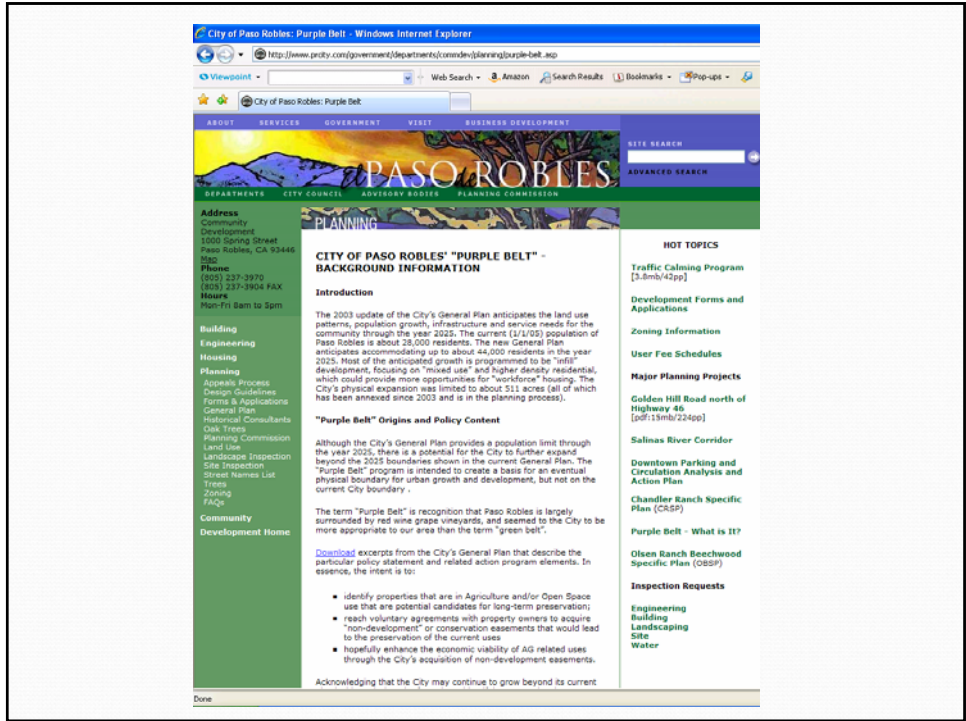 City of Paso Robles: Purple Belt - Windows Internet Explorer
http://www.prcity.com/government/departments/commdev/planning/purple-belt.asp
Viewpoint
Web Search
Amazon
Search Results
Bookmarks
Pop-ups
City of Paso Robles: Purple Belt
ABOUT SERVICES GOVERNMENT VISIT BUSINESS DEVELOPMENT
SITE SEARCH
ADVANCED SEARCH
el PASO de ROBLES
DEPARTMENTS CITY COUNCIL ADVISORY BODIES PLANNING COMMISSION
Address
Community
Development
1000 Spring Street
Paso Robles, CA 93446
Map
Phone
(805) 237-3970
(805) 237-3904 FAX
Hours
Mon-Fri 8am to 5pm
Building
Engineering
Housing
Planning
Appeals Process
Design Guidelines
Forms & Applications
General Plan
Historical Consultants
Oak Trees
Planning Commission
Land Use
Landscape Inspection
Site Inspection
Street Names List
Trees
Zoning
FAQs
Community
Development Home
PLANNING
CITY OF PASO ROBLES' "PURPLE BELT" -
BACKGROUND INFORMATION
Introduction
The 2003 update of the City's General Plan anticipates the land use
patterns, population growth, infrastructure and service needs for the
community through the year 2025. The current (1/1/05) population of
Paso Robles is about 28,000 residents. The new General Plan
anticipates accommodating up to about 44,000 residents in the year
2025. Most of the anticipated growth is programmed to be "infill"
development, focusing on "mixed use" and higher density residential,
which could provide more opportunities for "workforce" housing. The
City's physical expansion was limited to about 511 acres (all of which
has been annexed since 2003 and is in the planning process).
"Purple Belt" Origins and Policy Content
Although the City's General Plan provides a population limit through
the year 2025, there is a potential for the City to further expand
beyond the 2025 boundaries shown in the current General Plan. The
"Purple Belt" program is intended to create a basis for an eventual
physical boundary for urban growth and development, but not on the
current City boundary .
The term "Purple Belt" is recognition that Paso Robles is largely
surrounded by red wine grape vineyards, and seemed to the City to be
more appropriate to our area than the term "green belt".
Download excerpts from the City's General Plan that describe the
particular policy statement and related action program elements. In
essence, the intent is to:
identify properties that are in Agriculture and/or Open Space
use that are potential candidates for long-term preservation;
reach voluntary agreements with property owners to acquire
"non-development" or conservation easements that would lead
to the preservation of the current uses
hopefully enhance the economic viability of AG related uses
through the City's acquisition of non-development easements.
Acknowledging that the City may continue to grow beyond its current
HOT TOPICS
Traffic Calming Program
[3.8mb/42pp]
Development Forms and
Applications
Zoning Information
User Fee Schedules
Major Planning Projects
Golden Hill Road north of
Highway 46
[pdf:15mb/224pp]
Salinas River Corridor
Downtown Parking and
Circulation Analysis and
Action Plan
Chandler Ranch Specific
Plan (CRSP)
Purple Belt - What is It?
Olsen Ranch Beechwood
Specific Plan (OBSP)
Inspection Requests
Engineering
Building
Landscaping
Site
Water
Done